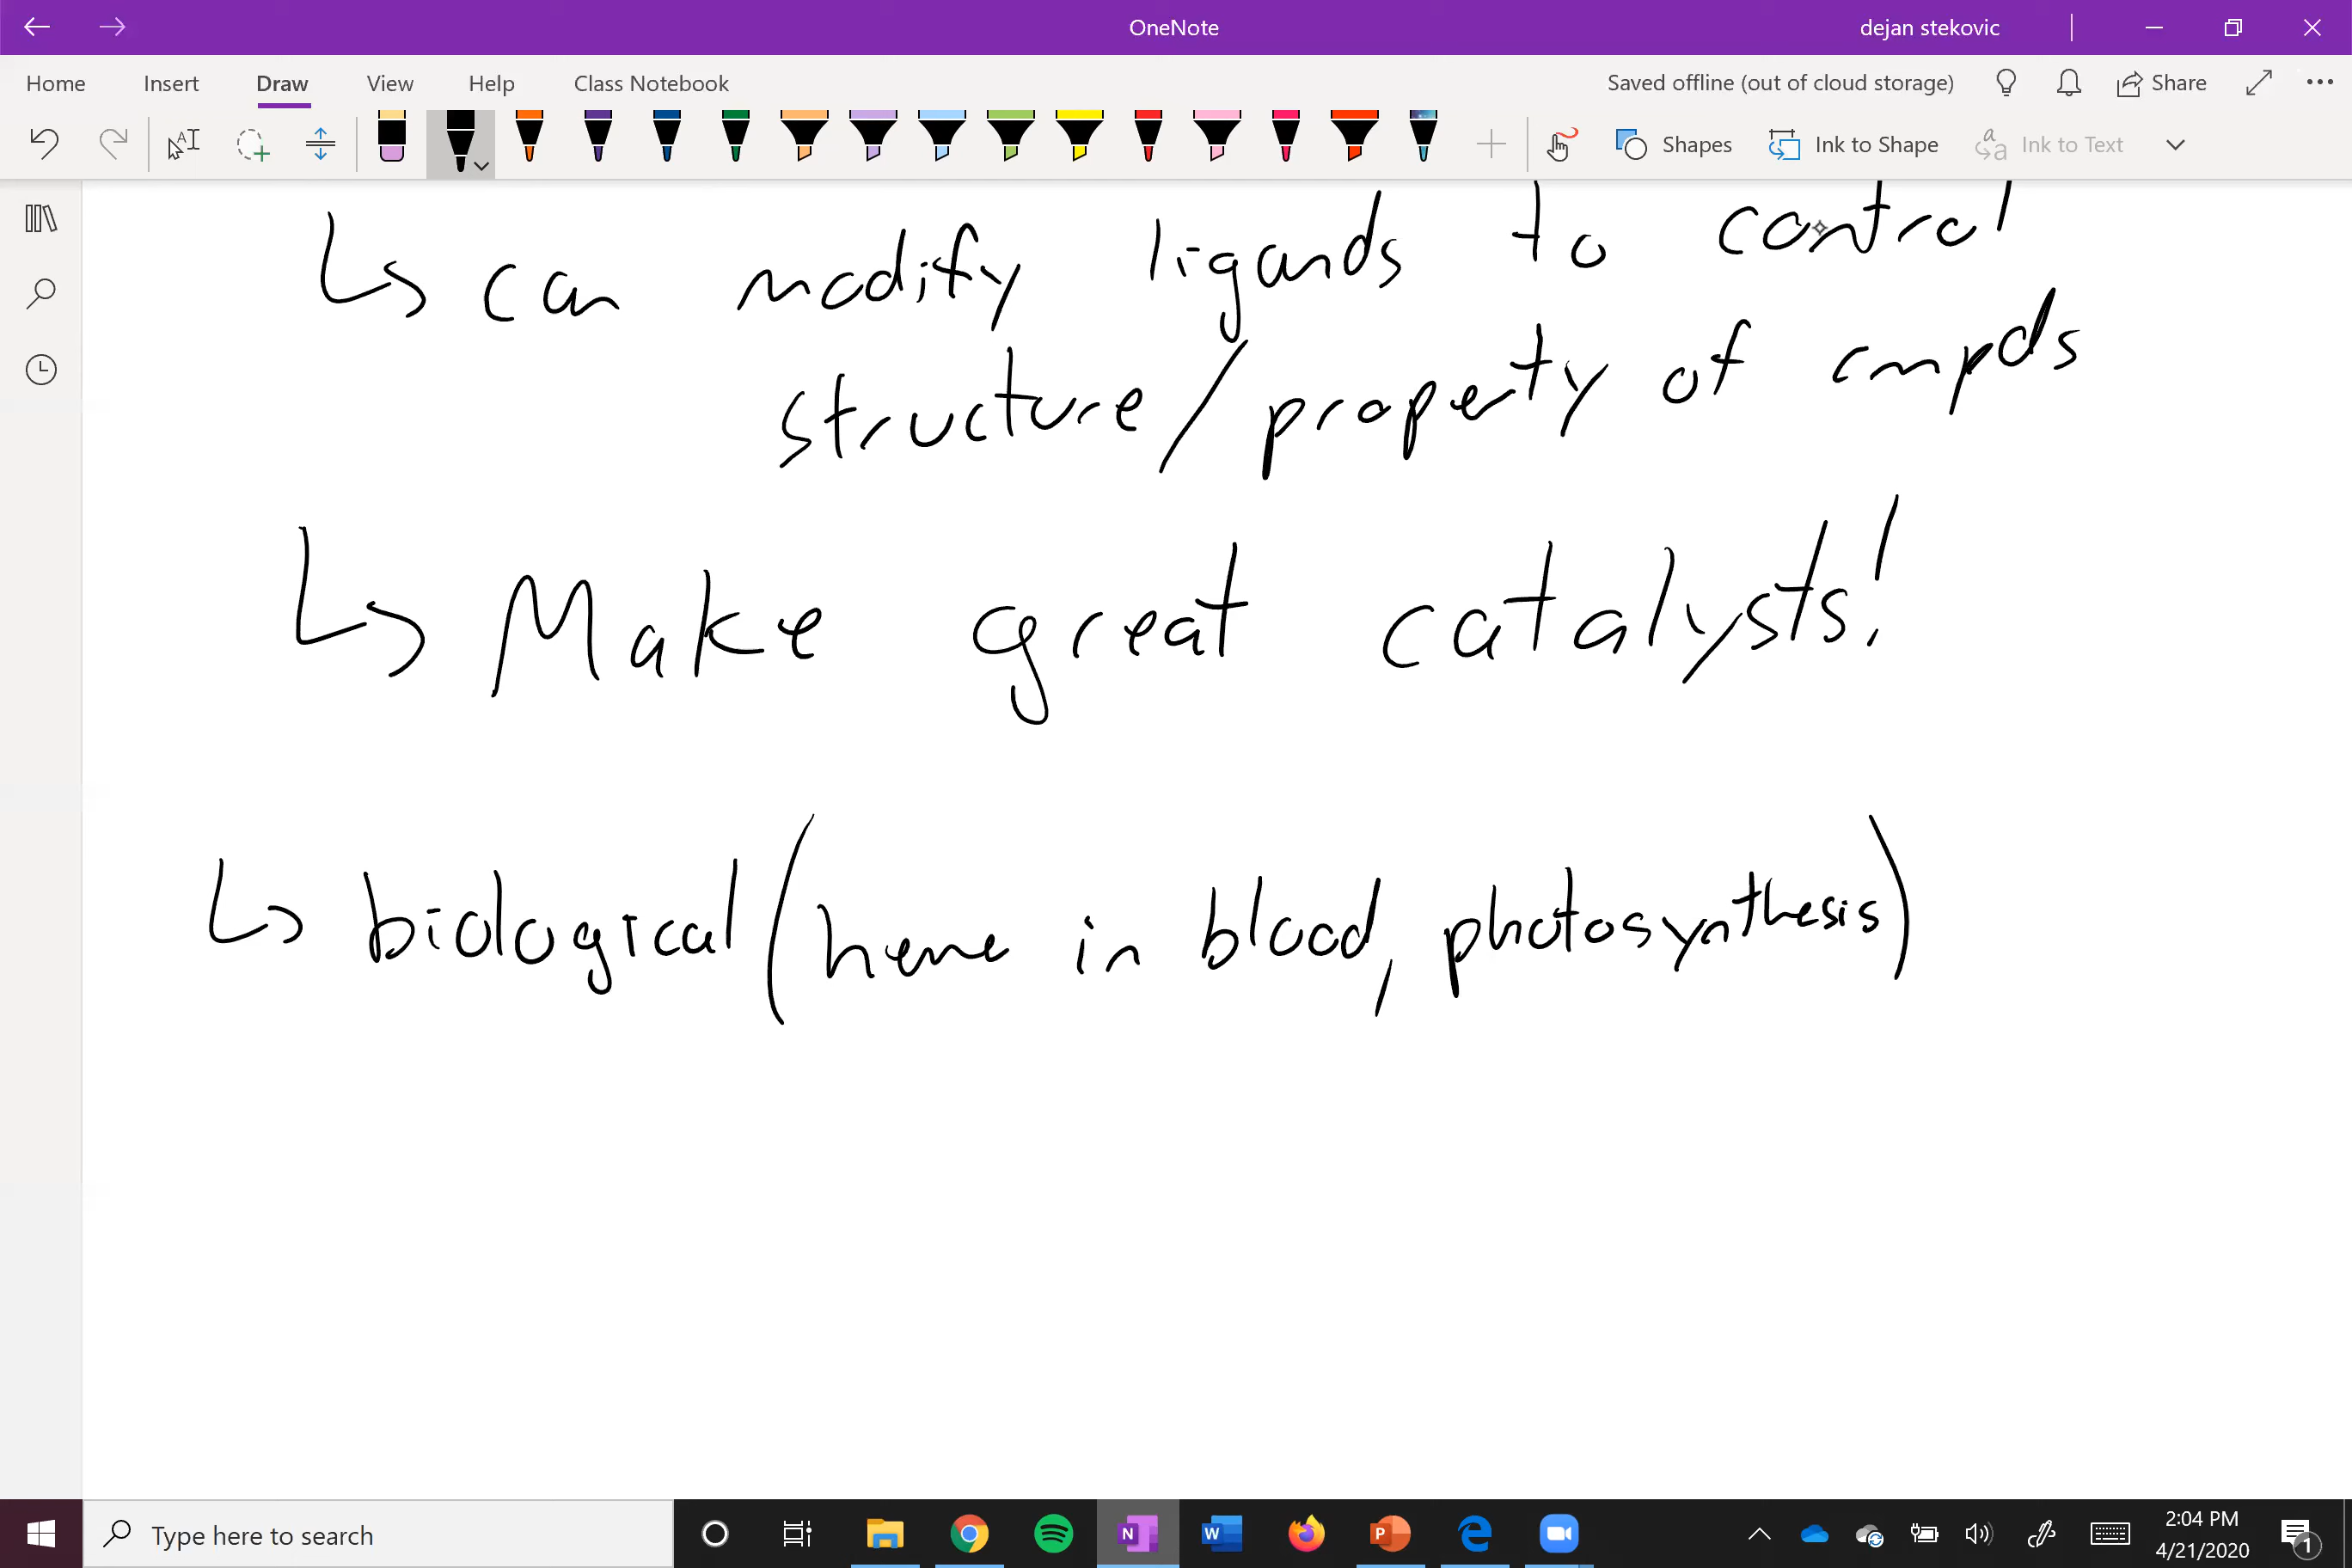 OneNote
dejan stekovic
Home Insert Draw View Help Class Notebook
Saved offline (out of cloud storage)
Share
Shapes
Ink to Shape
Ink to Text
↳ can modify ligands to control
structure/property of cmpds
↳ Make great catalysts!
↳ biological (heme in blood, photosynthesis)
Type here to search
2:04 PM
4/21/2020
1